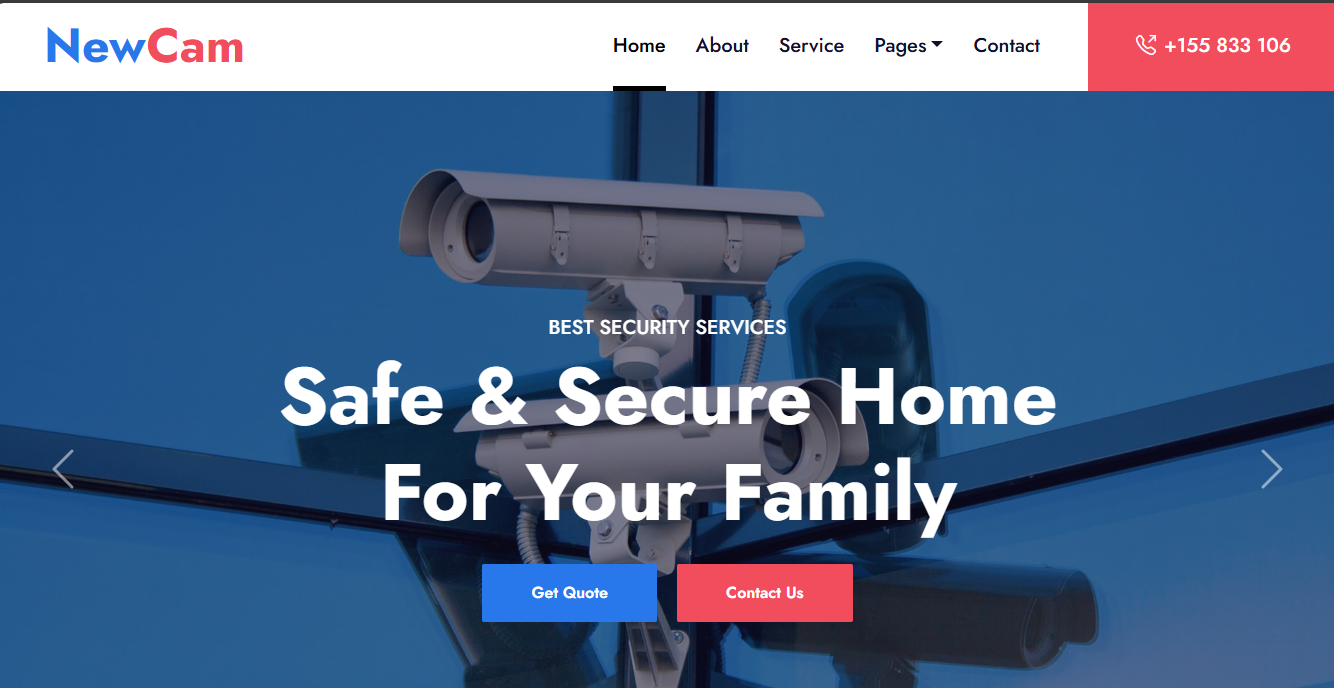 NewCam
Home About Service Pages Contact
+155 833 106
BEST SECURITY SERVICES
Safe & Secure Home
For Your Family
Get Quote Contact Us